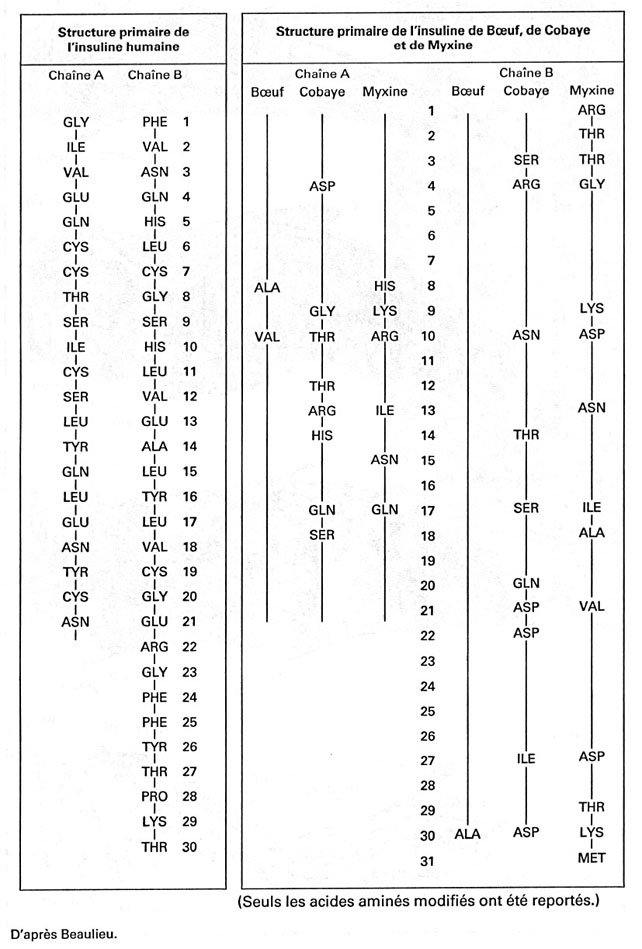 Structure primaire de
l'insuline humaine
Structure primaire de l'insuline de Bœuf, de Cobaye
et de Myxine
Chaîne A Chaîne B
Chaîne A Chaîne B
Bœuf Cobaye Myxine Bœuf Cobaye Myxine
GLY PHE 1
ILE VAL 2
VAL ASN 3
GLU GLN 4
GLN HIS 5
CYS LEU 6
CYS CYS 7
THR GLY 8
SER SER 9
ILE HIS 10
CYS LEU 11
SER VAL 12
LEU GLU 13
TYR ALA 14
GLN LEU 15
LEU TYR 16
GLU LEU 17
ASN VAL 18
TYR CYS 19
CYS GLY 20
ASN GLU 21
ARG 22
GLY 23
PHE 24
PHE 25
TYR 26
THR 27
PRO 28
LYS 29
THR 30
1 ARG
2 THR
3 SER THR
ASP 4 ARG GLY
5
6
7
ALA HIS 8
GLY LYS 9 LYS
VAL THR ARG 10 ASN ASP
11
THR 12
ARG ILE 13 ASN
HIS 14 THR
ASN 15
16
GLN GLN 17 SER ILE
SER 18 ALA
19
20 GLN
21 ASP VAL
22 ASP
23
24
25
26
27 ILE ASP
28
29 THR
30 ALA ASP LYS
31 MET
(Seuls les acides aminés modifiés ont été reportés.)
D'après Beaulieu.